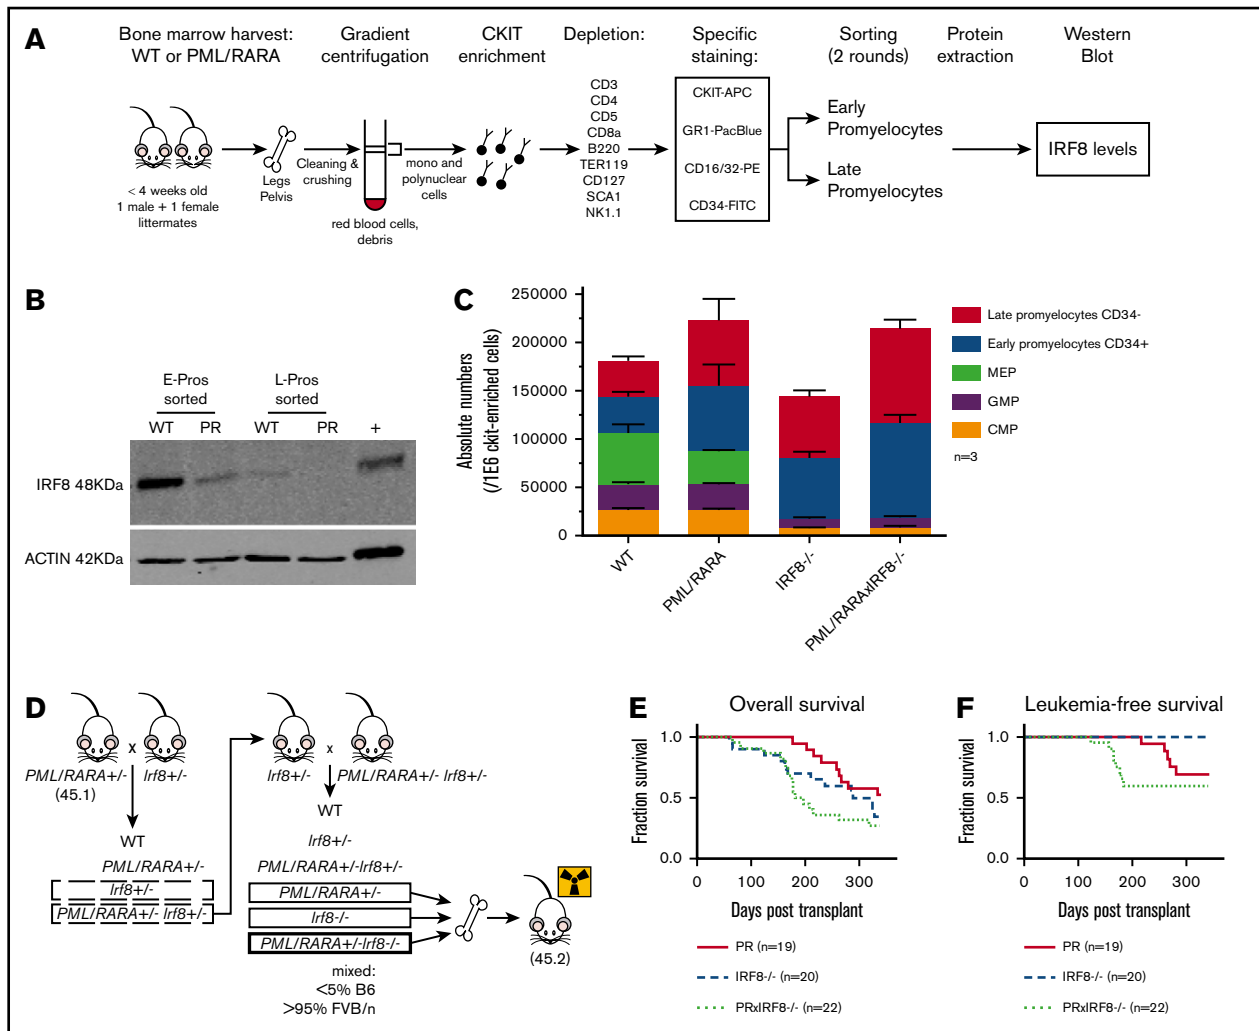 A
Bone marrow harvest:
WT or PML/RARA
Gradient
centrifugation
CKIT
enrichment
Depletion:
Specific
staining:
Sorting
(2 rounds)
Protein
extraction
Western
Blot
< 4 weeks old
1 male + 1 female
littermates
Legs
Pelvis
Cleaning &
crushing
red blood cells,
debris
mono and
polynuclear
cells
CD3
CD4
CD5
CD8a
B220
TER119
CD127
SCA1
NK1.1
CKIT-APC
GR1-PacBlue
CD16/32-PE
CD34-FITC
Early
Promyelocytes
Late
Promyelocytes
IRF8 levels
B
E-Pros
sorted
L-Pros
sorted
WT PR WT PR +
IRF8 48KDa
ACTIN 42KDa
C
Absolute numbers
(/1E6 ckit-enriched cells)
250000
200000
150000
100000
50000
0
WT
PML/RARA
IRF8-/-
PML/RARAxIRF8-/-
Late promyelocytes CD34-
Early promyelocytes CD34+
MEP
GMP
CMP
n=3
D
x
PML/RARA+/-
(45.1)
Irf8+/-
WT
PML/RARA+/-
Irf8+/-
PML/RARA+/- Irf8+/-
x
Irf8+/-
PML/RARA+/- Irf8+/-
WT
Irf8+/-
PML/RARA+/-Irf8+/-
PML/RARA+/-
Irf8-/-
PML/RARA+/-Irf8-/-
mixed:
<5% B6
>95% FVB/n
(45.2)
E
Overall survival
Fraction survival
1.0
0.5
0.0
0 100 200 300
Days post transplant
PR (n=19)
IRF8-/- (n=20)
PRxIRF8-/- (n=22)
F
Leukemia-free survival
Fraction survival
1.0
0.5
0.0
0 100 200 300
Days post transplant
PR (n=19)
IRF8-/- (n=20)
PRxIRF8-/- (n=22)